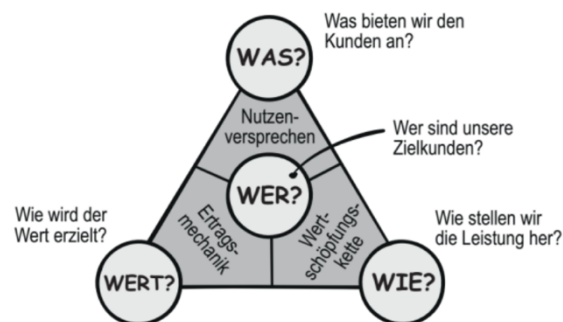 Was bieten wir den
Kunden an?
WAS?
Nutzen-
versprechen
Wer sind unsere
Zielkunden?
WER?
Wie wird der
Wert erzielt?
Ertrags-
mechanik
Wert-
schöpfungs-
kette
Wie stellen wir
die Leistung her?
WERT?
WIE?